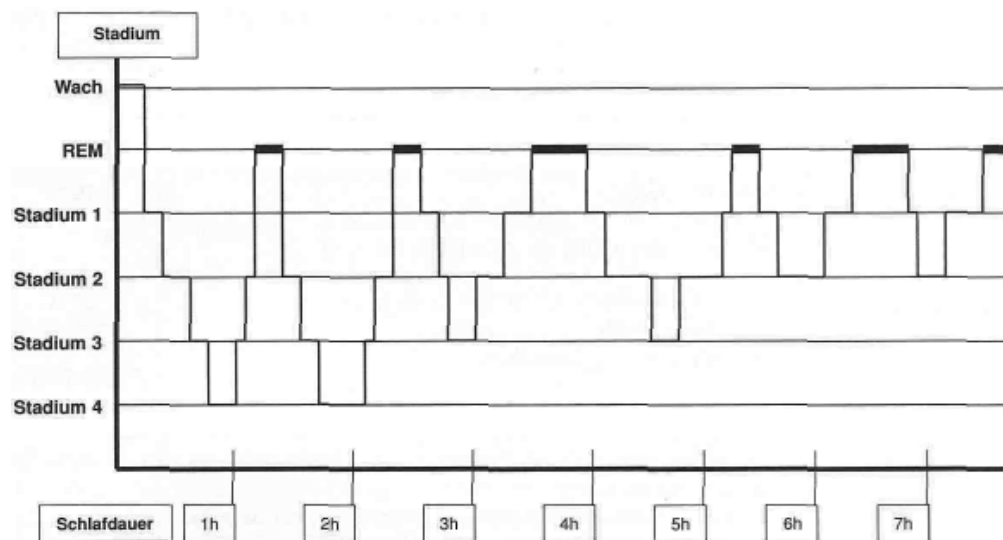 Stadium
Wach
REM
Stadium 1
Stadium 2
Stadium 3
Stadium 4
Schlafdauer 1h 2h 3h 4h 5h 6h 7h